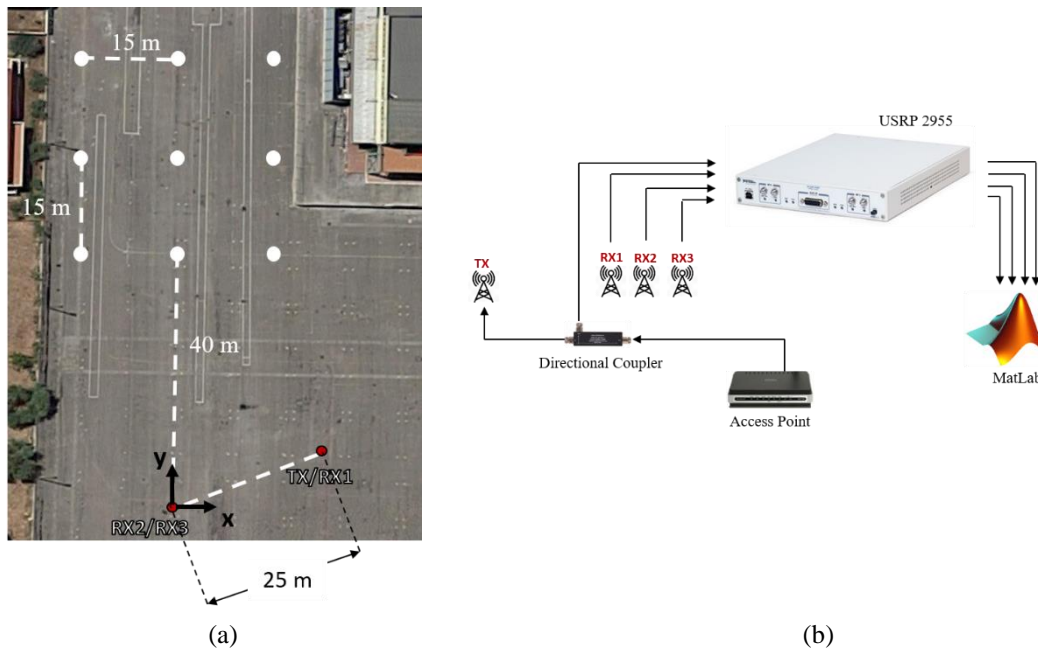 15 m
15 m
40 m
y
x
TX/RX1
RX2/RX3
25 m
(a)
USRP 2955
TX
RX1
RX2
RX3
Directional Coupler
Access Point
MatLab
(b)